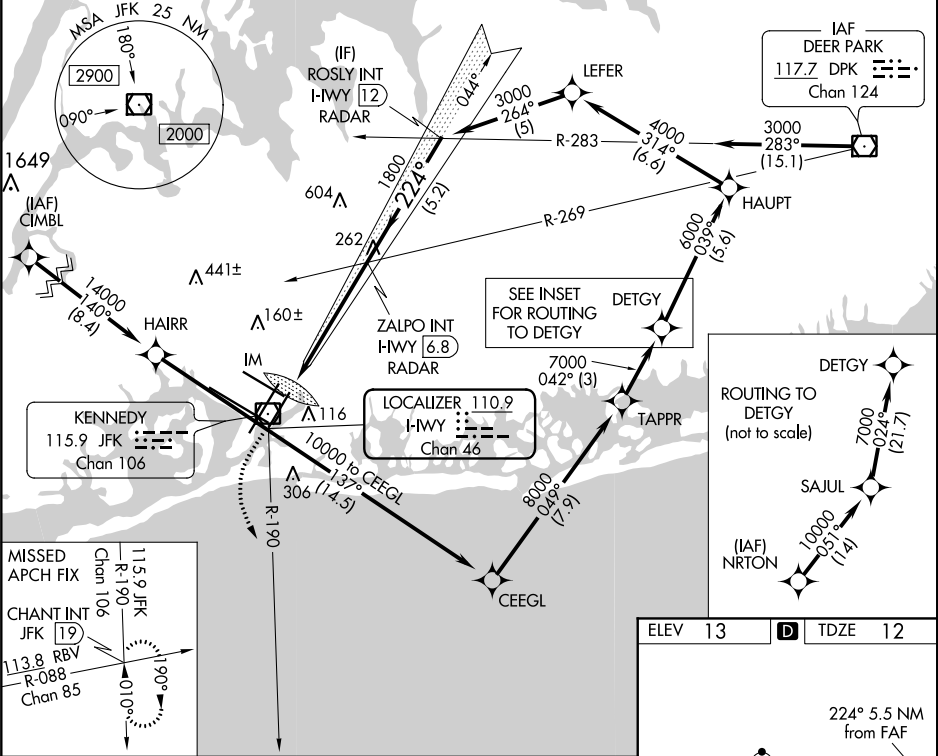 MSA JFK 25 NM
180°
2900
090°
2000
(IF)
ROSLY INT
I-IWY 12
RADAR
044°
LEFER
3000
264°
(5)
IAF
DEER PARK
117.7 DPK
Chan 124
R-283
4000
314°
(6.6)
3000
283°
(15.1)
1649
604
1800
224°
(5.2)
HAUPT
(IAF)
CIMBL
R-269
262
6000
039°
(5.6)
441±
14000
140°
(8.4)
SEE INSET
FOR ROUTING
TO DETGY
DETGY
HAIRR
160±
ZALPO INT
I-IWY 6.8
RADAR
IM
7000
042° (3)
DETGY
ROUTING TO
DETGY
(not to scale)
7000
024°
(21.7)
KENNEDY
115.9 JFK
Chan 106
116
LOCALIZER 110.9
I-IWY
Chan 46
TAPPR
10000 to CEEGL
137°
(14.5)
306
8000
049°
(7.9)
SAJUL
R-190
10000
051°
(14)
(IAF)
NRTON
MISSED
APCH FIX
115.9 JFK
R-190
Chan 106
CEEGL
CHANT INT
JFK 19
113.8 RBV
R-088
Chan 85
190°
010°
ELEV 13
D
TDZE 12
224° 5.5 NM
from FAF